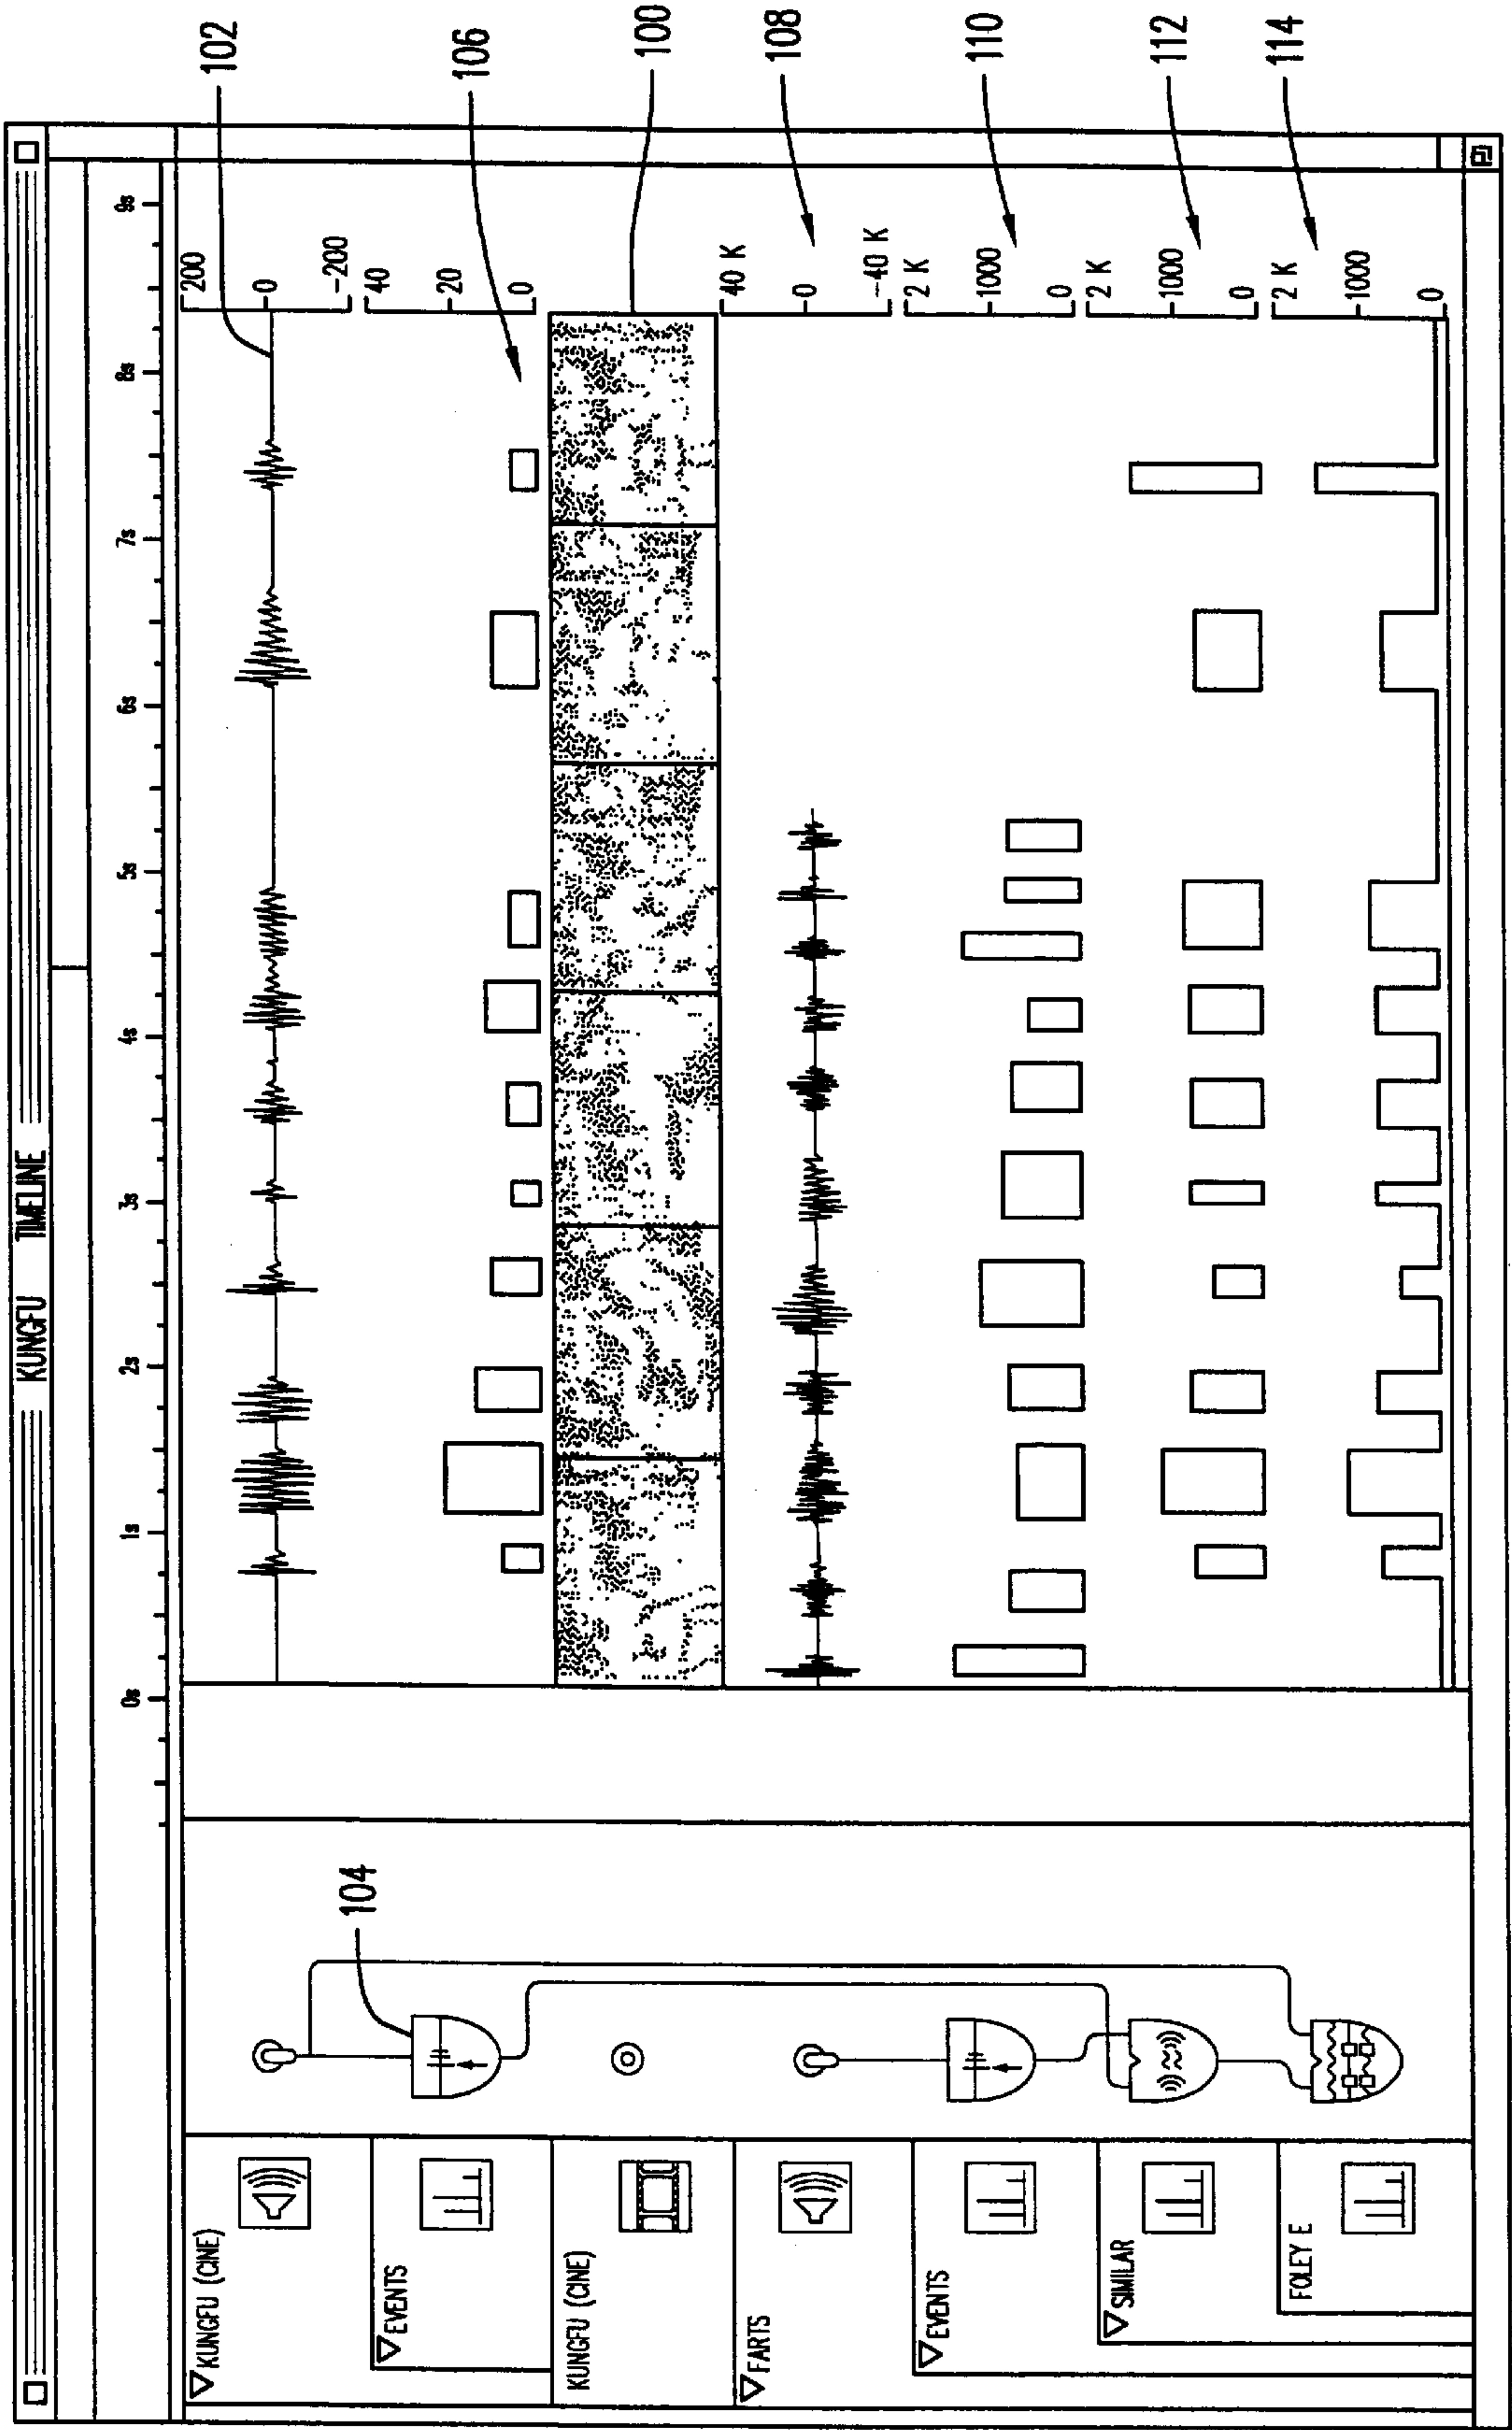 KUNGFU TIMELINE
0s 1s 2s 3s 4s 5s 6s 7s 8s 9s
▽KUNGFU (CINE)
200
0
-200
102
▽EVENTS
104
40
20
0
106
KUNGFU (CINE)
100
▽FARTS
40 K
0
-40 K
108
▽EVENTS
2 K
1000
0
110
▽SIMILAR
2 K
1000
0
112
FOLEY E
2 K
1000
0
114